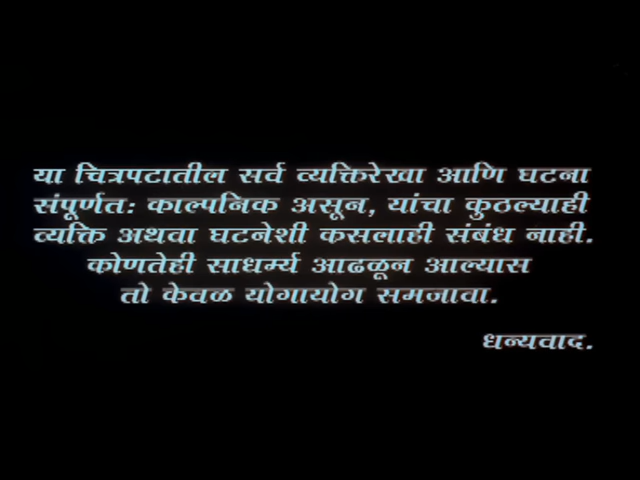 या चित्रपटातील सर्व व्यक्तिरेखा आणि घटना
संपूर्णत: काल्पनिक असून, यांचा कुठल्याही
व्यक्ति अथवा घटनेशी कसलाही संबंध नाही.
कोणतेही साधर्म्य आढळून आल्यास
तो केवळ योगायोग समजावा.
धन्यवाद.